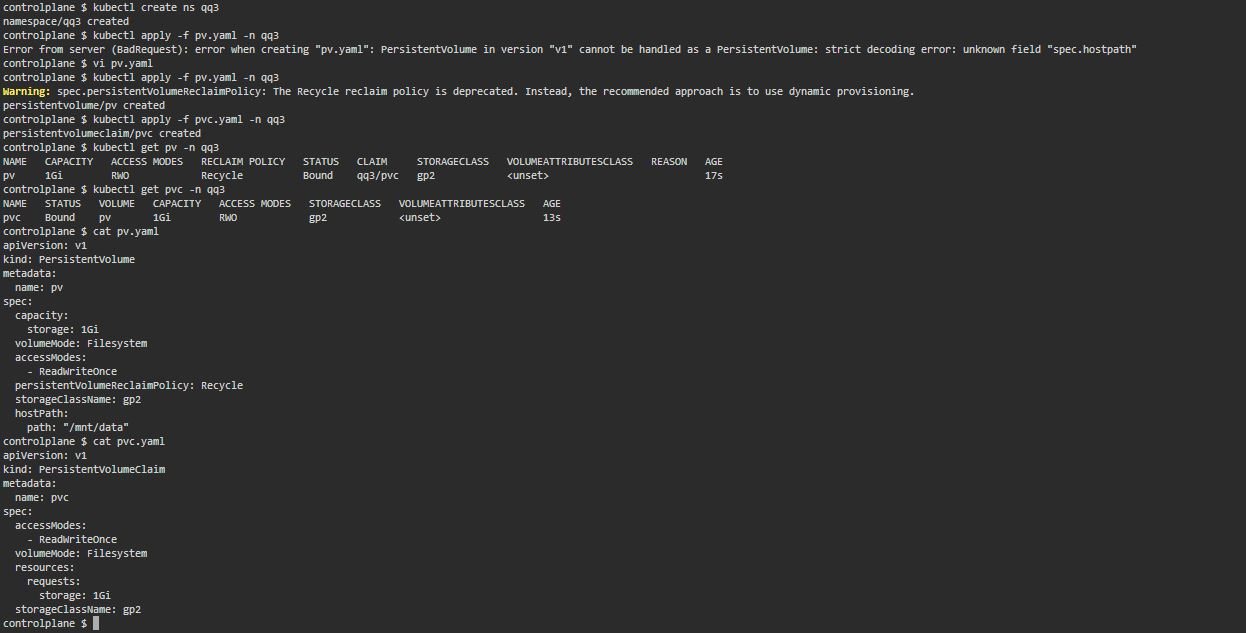 controlplane $ kubectl create ns qq3
namespace/qq3 created
controlplane $ kubectl apply -f pv.yaml -n qq3
Error from server (BadRequest): error when creating "pv.yaml": PersistentVolume in version "v1" cannot be handled as a PersistentVolume: strict decoding error: unknown field "spec.hostpath"
controlplane $ vi pv.yaml
controlplane $ kubectl apply -f pv.yaml -n qq3
Warning: spec.persistentVolumeReclaimPolicy: The Recycle reclaim policy is deprecated. Instead, the recommended approach is to use dynamic provisioning.
persistentvolume/pv created
controlplane $ kubectl apply -f pvc.yaml -n qq3
persistentvolumeclaim/pvc created
controlplane $ kubectl get pv -n qq3
NAME   CAPACITY   ACCESS MODES   RECLAIM POLICY   STATUS   CLAIM     STORAGECLASS   VOLUMEATTRIBUTESCLASS   REASON   AGE
pv     1Gi        RWO            Recycle          Bound    qq3/pvc   gp2            <unset>                          17s
controlplane $ kubectl get pvc -n qq3
NAME   STATUS   VOLUME   CAPACITY   ACCESS MODES   STORAGECLASS   VOLUMEATTRIBUTESCLASS   AGE
pvc    Bound    pv       1Gi        RWO            gp2            <unset>                 13s
controlplane $ cat pv.yaml
apiVersion: v1
kind: PersistentVolume
metadata:
  name: pv
spec:
  capacity:
    storage: 1Gi
  volumeMode: Filesystem
  accessModes:
    - ReadWriteOnce
  persistentVolumeReclaimPolicy: Recycle
  storageClassName: gp2
  hostPath:
    path: "/mnt/data"
controlplane $ cat pvc.yaml
apiVersion: v1
kind: PersistentVolumeClaim
metadata:
  name: pvc
spec:
  accessModes:
    - ReadWriteOnce
  volumeMode: Filesystem
  resources:
    requests:
      storage: 1Gi
  storageClassName: gp2
controlplane $